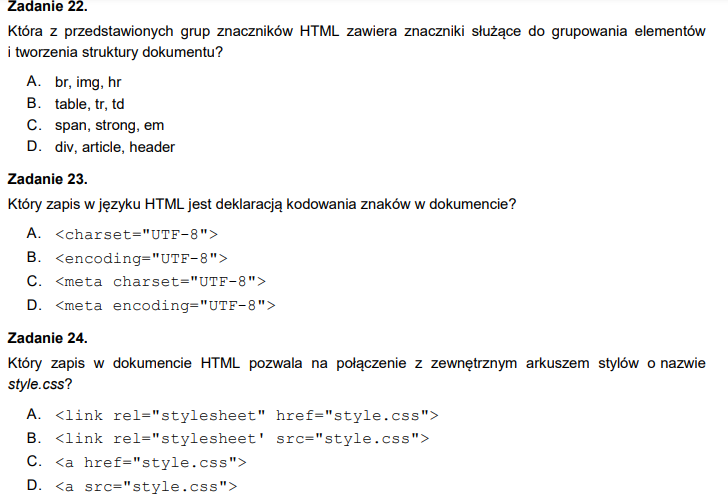 Zadanie 22.
Która z przedstawionych grup znaczników HTML zawiera znaczniki służące do grupowania elementów
i tworzenia struktury dokumentu?
A. br, img, hr
B. table, tr, td
C. span, strong, em
D. div, article, header
Zadanie 23.
Który zapis w języku HTML jest deklaracją kodowania znaków w dokumencie?
A. <charset="UTF-8">
B. <encoding="UTF-8">
C. <meta charset="UTF-8">
D. <meta encoding="UTF-8">
Zadanie 24.
Który zapis w dokumencie HTML pozwala na połączenie z zewnętrznym arkuszem stylów o nazwie
style.css?
A. <link rel="stylesheet" href="style.css">
B. <link rel="stylesheet' src="style.css">
C. <a href="style.css">
D. <a src="style.css">